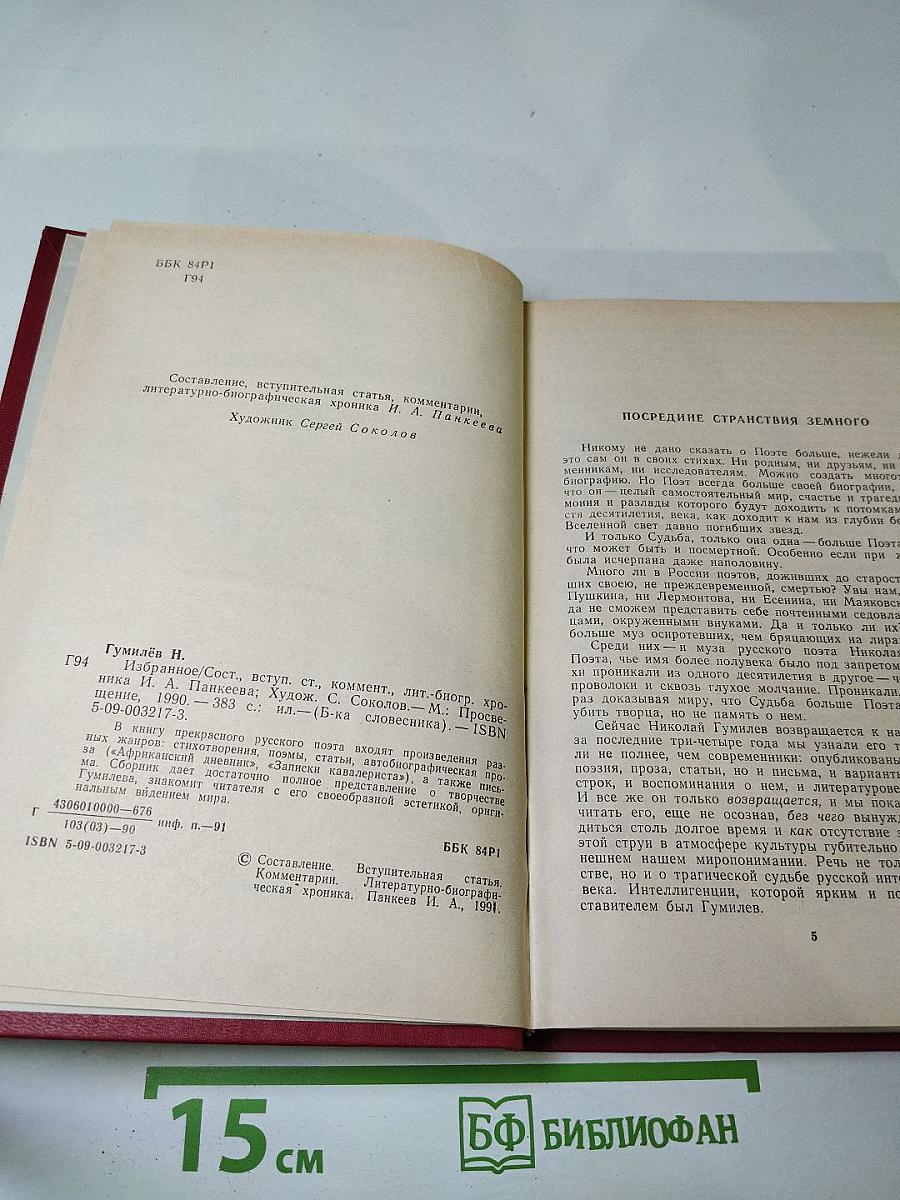 ББК 84Р1
Г94
Составление, вступительная статья, комментарии,
литературно-биографическая хроника И. А. Панкеева
Художник Сергей Соколов
Гумилёв Н.
Г94 Избранное/Сост., вступ. ст., коммент., лит.-биогр. хро-
ника И. А. Панкеева; Худож. С. Соколов.— М.: Просве-
щение, 1990.— 383 с.: ил.— (Б-ка словесника).— ISBN
5-09-003217-3.
В книгу прекрасного русского поэта входят произведения раз-
ных жанров: стихотворения, поэмы, статьи, автобиографическая про-
за («Африканский дневник», «Записки кавалериста»), а также пись-
ма. Сборник дает достаточно полное представление о творчестве
Гумилева, знакомит читателя с его своеобразной эстетикой, ориги-
нальным ви́дением мира.
Г 4306010000—676
103(03)—90 инф. п.—91
ББК 84Р1
ISBN 5-09-003217-3
© Составление. Вступительная статья.
Комментарии. Литературно-биографи-
ческая хроника. Панкеев И. А., 1991.
ПОСРЕДИНЕ СТРАНСТВИЯ ЗЕМНОГО
Никому не дано сказать о Поэте больше, нежели
это сам он в своих стихах. Ни родным, ни друзьям, ни
менникам, ни исследователям. Можно создать многот
биографию. Но Поэт всегда больше своей биографии,
что он — целый самостоятельный мир, счастье и трагед
мония и разлады которого будут доходить к потомкам
стя десятилетия, века, как доходит к нам из глубин бе
Вселенной свет давно погибших звезд.
И только Судьба, только она одна — больше Поэта
что может быть и посмертной. Особенно если при ж
была исчерпана даже наполовину.
Много ли в России поэтов, доживших до старост
ших своею, не преждевременной, смертью? Увы нам,
Пушкина, ни Лермонтова, ни Есенина, ни Маяковск
да не сможем представить себе почтенными седовла
цами, окруженными внуками. Да и только ли их
больше муз осиротевших, чем бряцающих на лира
Среди них — и муза русского поэта Николая
Поэта, чье имя более полувека было под запретом
хи проникали из одного десятилетия в другое — ч
проволоки и сквозь глухое молчание. Проникали,
раз доказывая миру, что Судьба больше Поэта
убить творца, но не память о нем.
Сейчас Николай Гумилев возвращается к на
за последние три-четыре года мы узнали его т
ли не полнее, чем современники: опубликованы
поэзия, проза, статьи, но и письма, и варианты
строк, и воспоминания о нем, и литературове
И все же он только возвращается, и мы пока
читать его, еще не осознав, без чего вынуж
диться столь долгое время и как отсутствие э
этой струи в атмосфере культуры губительно
нешнем нашем миропонимании. Речь не тол
стве, но и о трагической судьбе русской инте
века. Интеллигенции, которой ярким и по
ставителем был Гумилев.
5
15 см
БФ БИБЛИОФАН